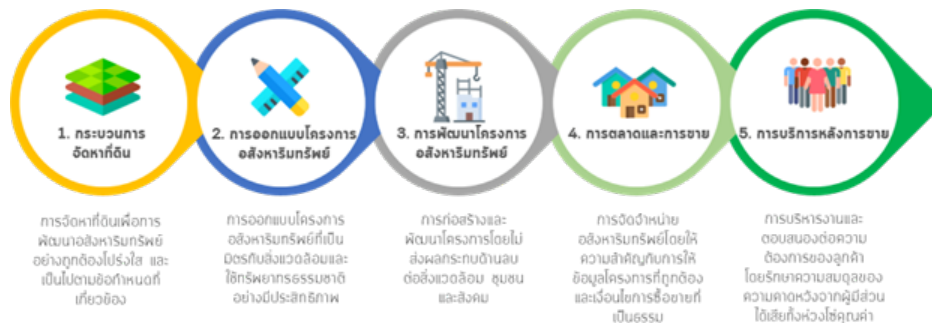 1. กระบวนการ
จัดหาที่ดิน
2. การออกแบบโครงการ
อสังหาริมทรัพย์
3. การพัฒนาโครงการ
อสังหาริมทรัพย์
4. การตลาดและการขาย
5. การบริการหลังการขาย
การจัดหาที่ดินเพื่อการ
พัฒนาอสังหาริมทรัพย์
อย่างถูกต้องโปร่งใส และ
เป็นไปตามข้อกำหนดที่
เกี่ยวข้อง
การออกแบบโครงการ
อสังหาริมทรัพย์ที่เป็น
มิตรกับสิ่งแวดล้อมและ
ใช้ทรัพยากรธรรมชาติ
อย่างมีประสิทธิภาพ
การก่อสร้างและ
พัฒนาโครงการโดยไม่
ส่งผลกระทบด้านลบ
ต่อสิ่งแวดล้อม ชุมชน
และสังคม
การจัดจำหน่าย
อสังหาริมทรัพย์โดยให้
ความสำคัญกับการให้
ข้อมูลโครงการที่ถูกต้อง
และเงื่อนไขการซื้อขายที่
เป็นธรรม
การบริหารงานและ
ตอบสนองต่อความ
ต้องการของลูกค้า
โดยรักษาความสมดุลของ
ความคาดหวังจากผู้มีส่วน
ได้เสียทั้งห่วงโซ่คุณค่า